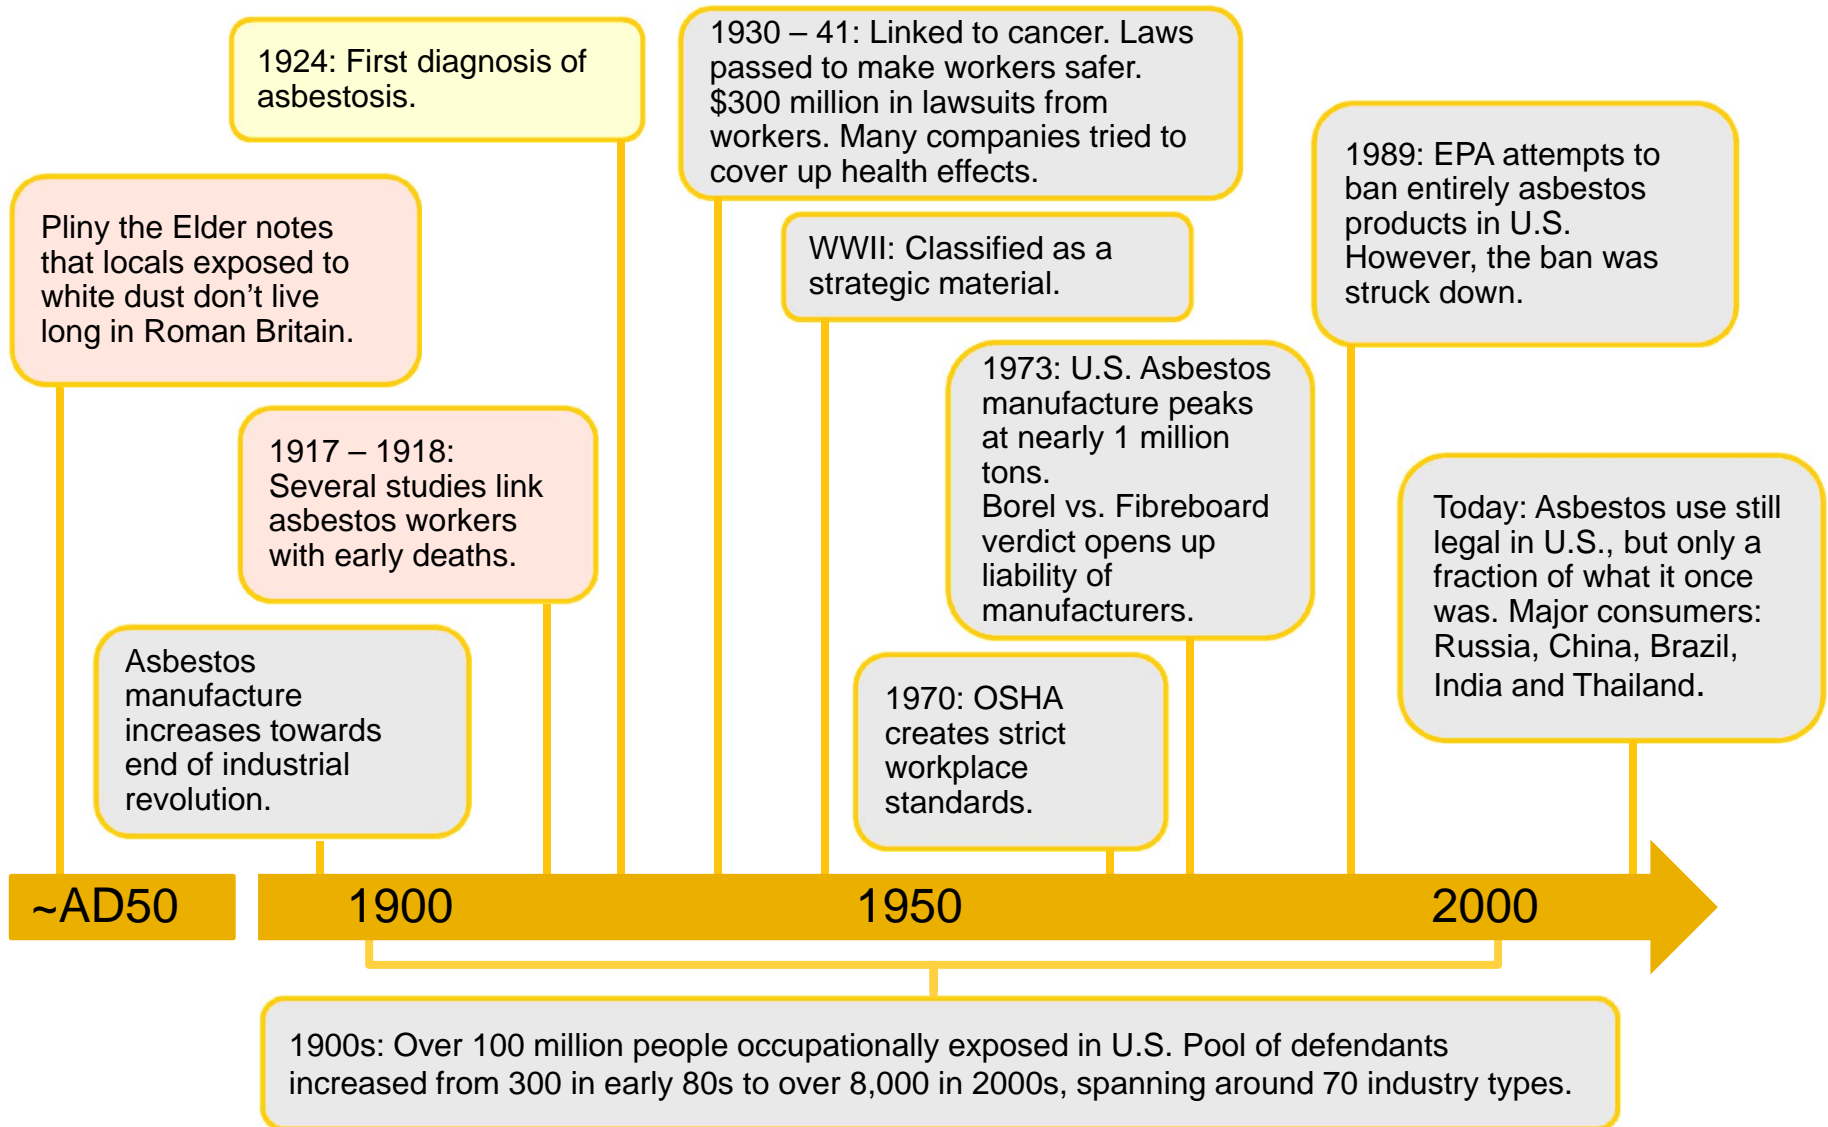 1924: First diagnosis of
asbestosis.
1930 – 41: Linked to cancer. Laws
passed to make workers safer.
$300 million in lawsuits from
workers. Many companies tried to
cover up health effects.
1989: EPA attempts to
ban entirely asbestos
products in U.S.
However, the ban was
struck down.
Pliny the Elder notes
that locals exposed to
white dust don’t live
long in Roman Britain.
WWII: Classified as a
strategic material.
1973: U.S. Asbestos
manufacture peaks
at nearly 1 million
tons.
Borel vs. Fibreboard
verdict opens up
liability of
manufacturers.
1917 – 1918:
Several studies link
asbestos workers
with early deaths.
Today: Asbestos use still
legal in U.S., but only a
fraction of what it once
was. Major consumers:
Russia, China, Brazil,
India and Thailand.
Asbestos
manufacture
increases towards
end of industrial
revolution.
1970: OSHA
creates strict
workplace
standards.
~AD50
1900
1950
2000
1900s: Over 100 million people occupationally exposed in U.S. Pool of defendants
increased from 300 in early 80s to over 8,000 in 2000s, spanning around 70 industry types.